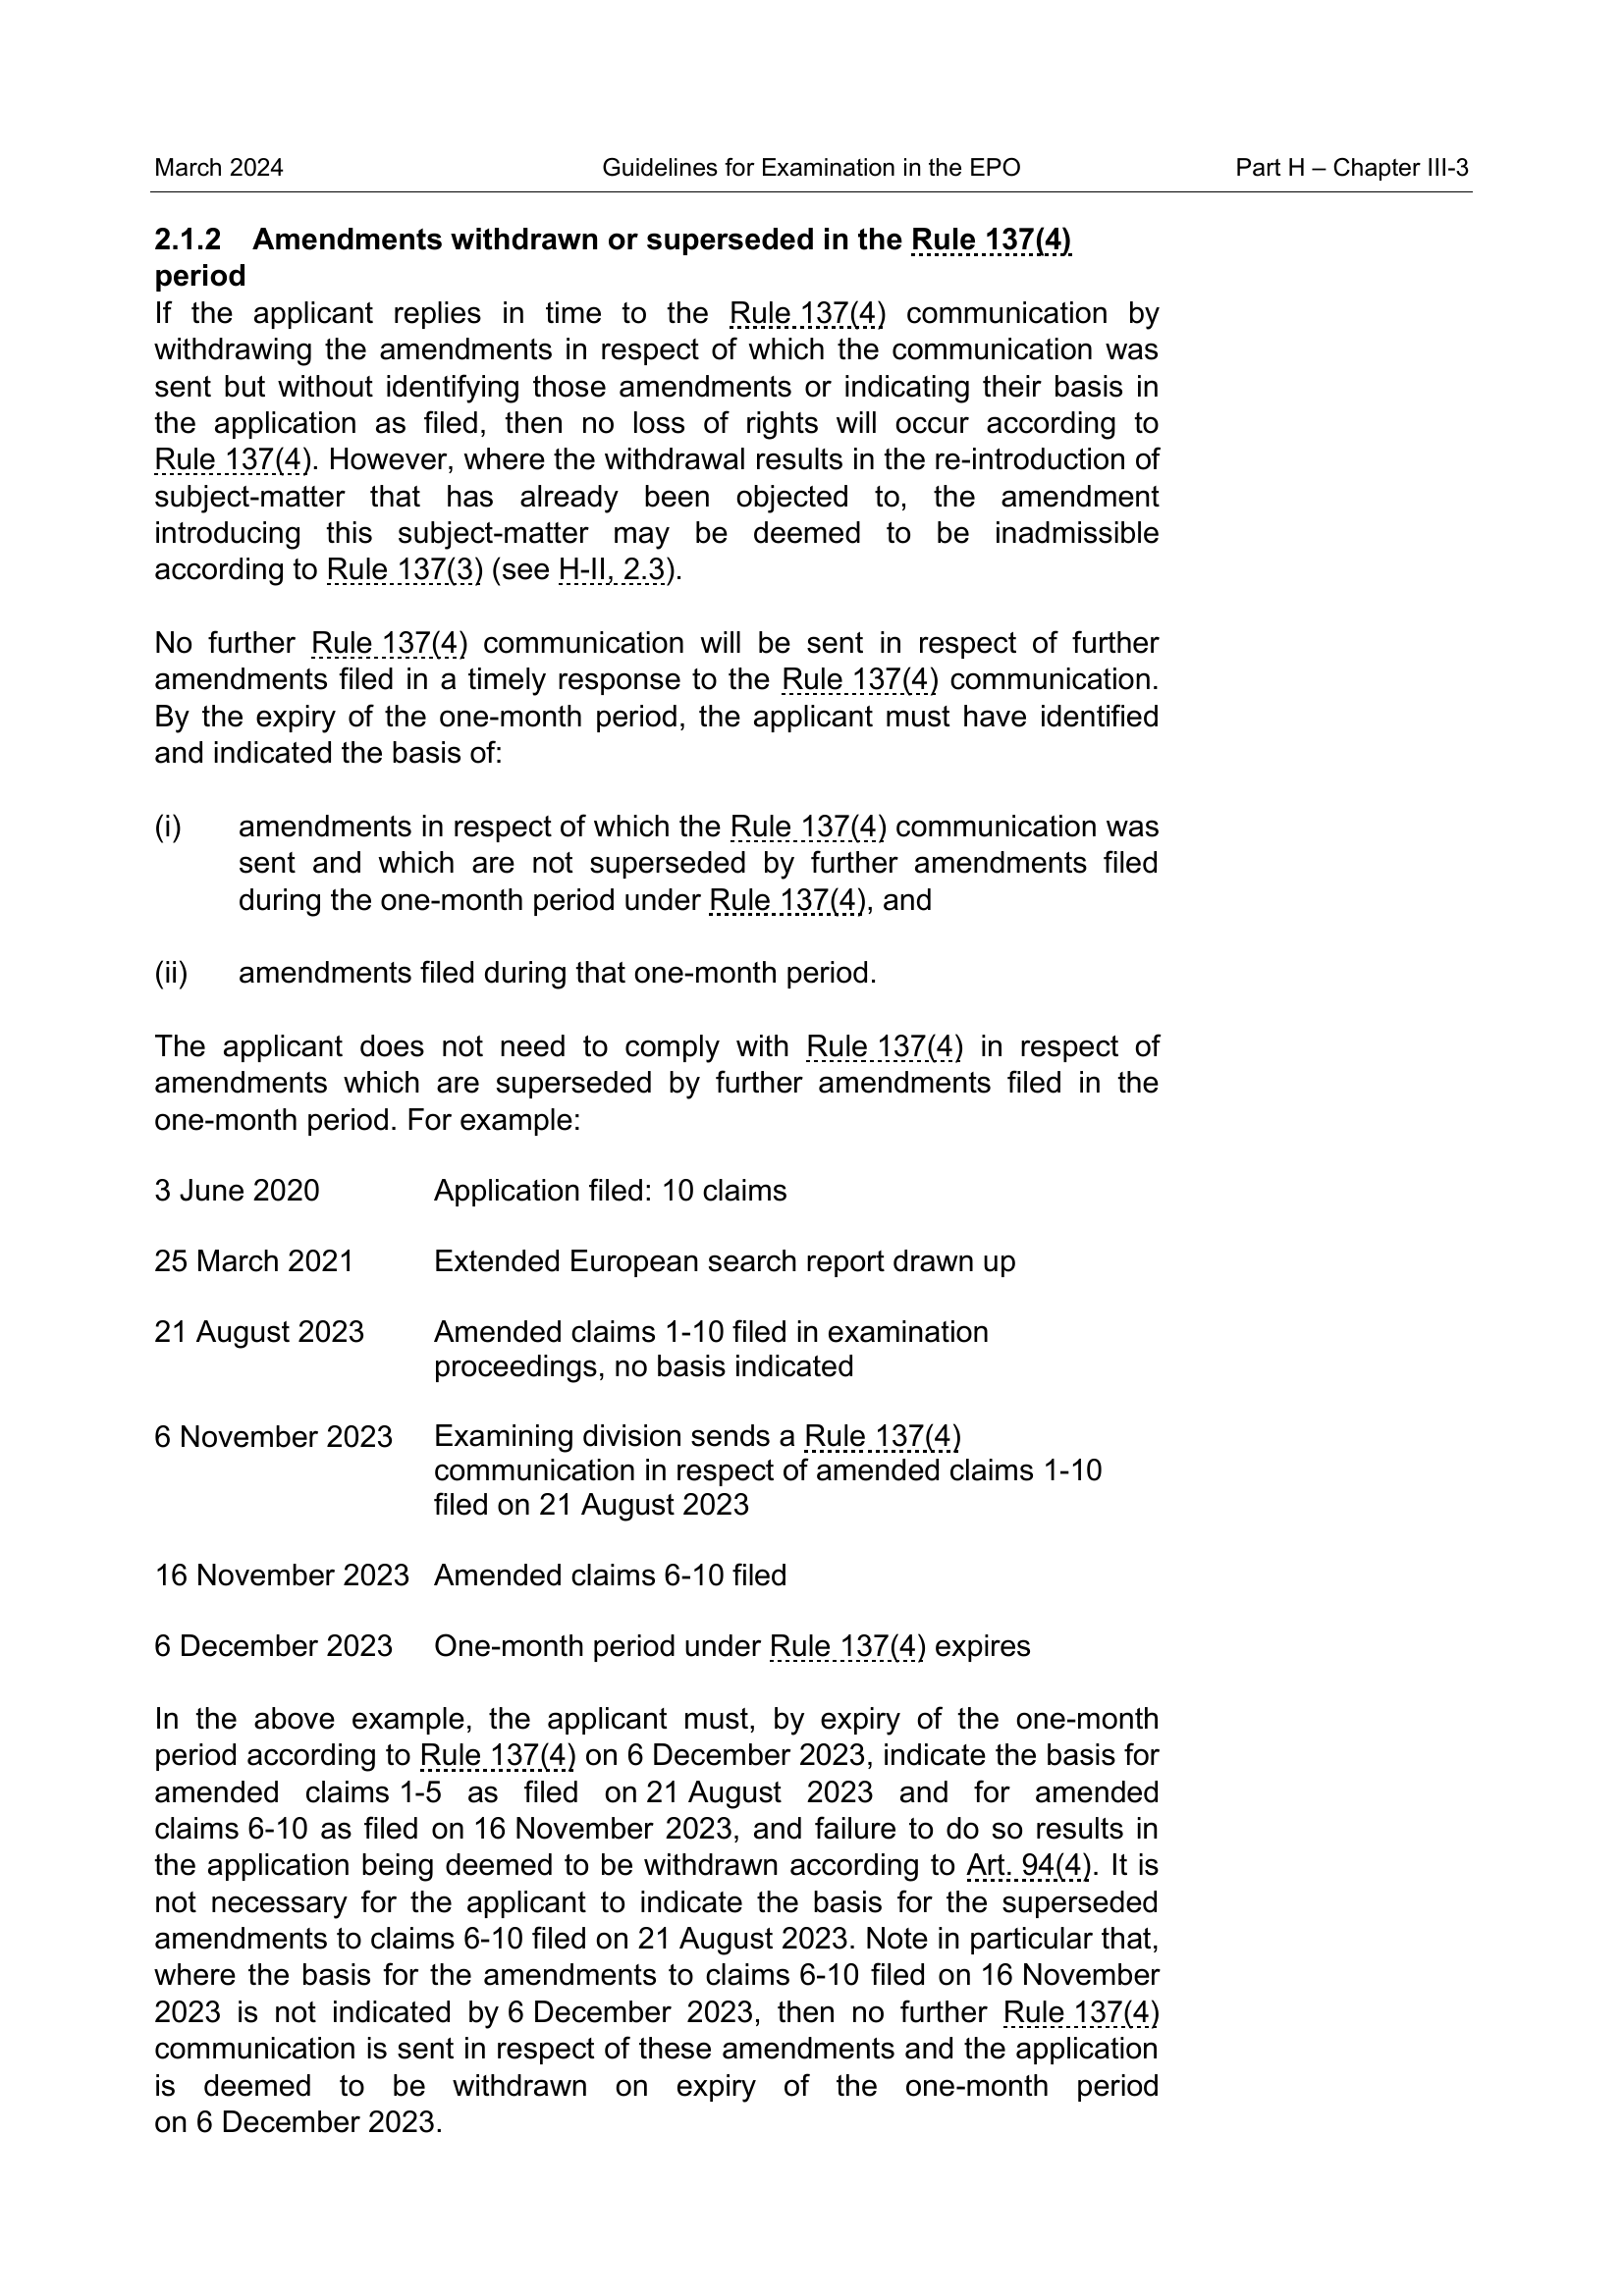 March 2024 Guidelines for Examination in the EPO Part H – Chapter III-3
2.1.2 Amendments withdrawn or superseded in the Rule 137(4)
period
If the applicant replies in time to the Rule 137(4) communication by
withdrawing the amendments in respect of which the communication was
sent but without identifying those amendments or indicating their basis in
the application as filed, then no loss of rights will occur according to
Rule 137(4). However, where the withdrawal results in the re-introduction of
subject-matter that has already been objected to, the amendment
introducing this subject-matter may be deemed to be inadmissible
according to Rule 137(3) (see H-II, 2.3).
No further Rule 137(4) communication will be sent in respect of further
amendments filed in a timely response to the Rule 137(4) communication.
By the expiry of the one-month period, the applicant must have identified
and indicated the basis of:
(i) amendments in respect of which the Rule 137(4) communication was
sent and which are not superseded by further amendments filed
during the one-month period under Rule 137(4), and
(ii) amendments filed during that one-month period.
The applicant does not need to comply with Rule 137(4) in respect of
amendments which are superseded by further amendments filed in the
one-month period. For example:
3 June 2020 Application filed: 10 claims
25 March 2021 Extended European search report drawn up
21 August 2023 Amended claims 1-10 filed in examination
proceedings, no basis indicated
6 November 2023 Examining division sends a Rule 137(4)
communication in respect of amended claims 1-10
filed on 21 August 2023
16 November 2023 Amended claims 6-10 filed
6 December 2023 One-month period under Rule 137(4) expires
In the above example, the applicant must, by expiry of the one-month
period according to Rule 137(4) on 6 December 2023, indicate the basis for
amended claims 1-5 as filed on 21 August 2023 and for amended
claims 6-10 as filed on 16 November 2023, and failure to do so results in
the application being deemed to be withdrawn according to Art. 94(4). It is
not necessary for the applicant to indicate the basis for the superseded
amendments to claims 6-10 filed on 21 August 2023. Note in particular that,
where the basis for the amendments to claims 6-10 filed on 16 November
2023 is not indicated by 6 December 2023, then no further Rule 137(4)
communication is sent in respect of these amendments and the application
is deemed to be withdrawn on expiry of the one-month period
on 6 December 2023.